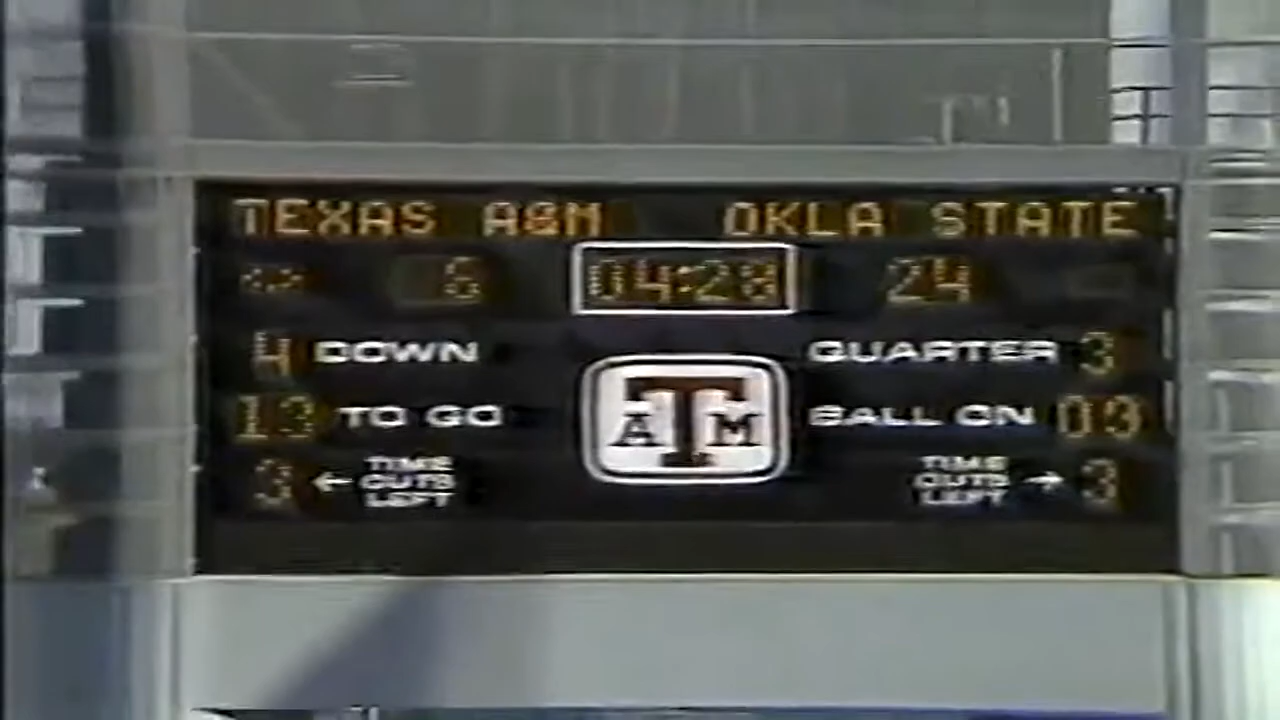 TEXAS A&M OKLA STATE
6 04:28 24
4 DOWN QUARTER 3
13 TO GO ATM BALL ON 03
3 ← TIME OUTS LEFT TIME OUTS LEFT → 3